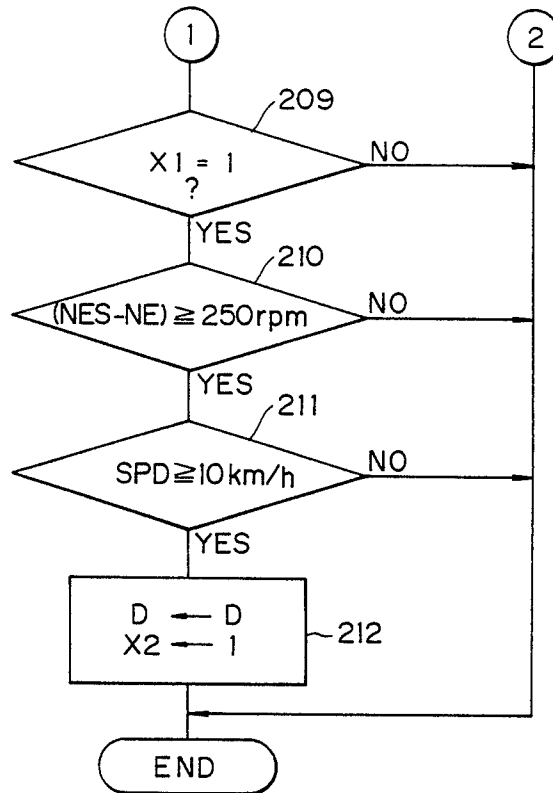 1
2
209
X1 = 1
?
NO
YES
210
(NES-NE) ≧ 250rpm
NO
YES
211
SPD ≧ 10km/h
NO
YES
D ← D
X2 ← 1
212
END